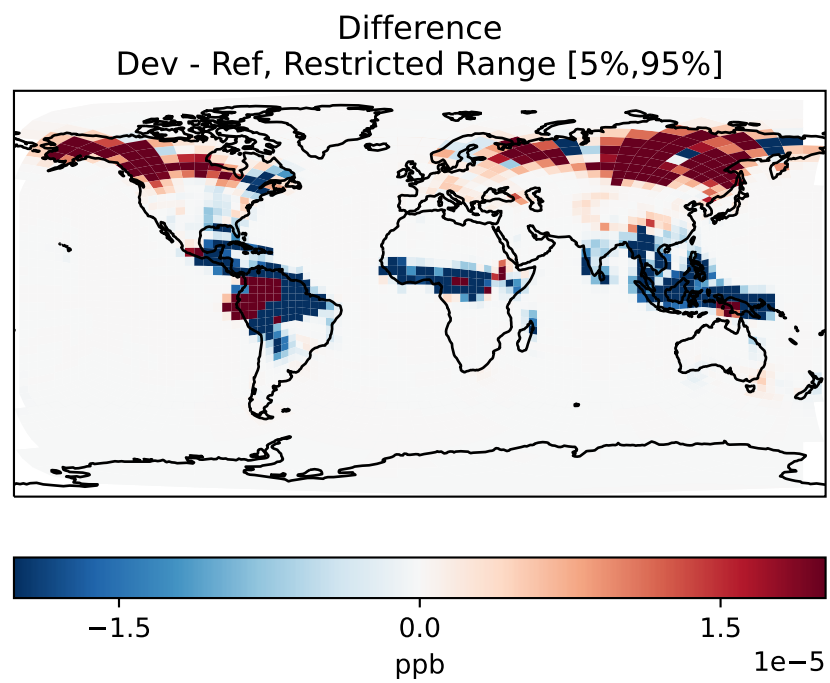 Difference
Dev - Ref, Restricted Range [5%,95%]
−1.5 0.0 1.5
1e−5
ppb